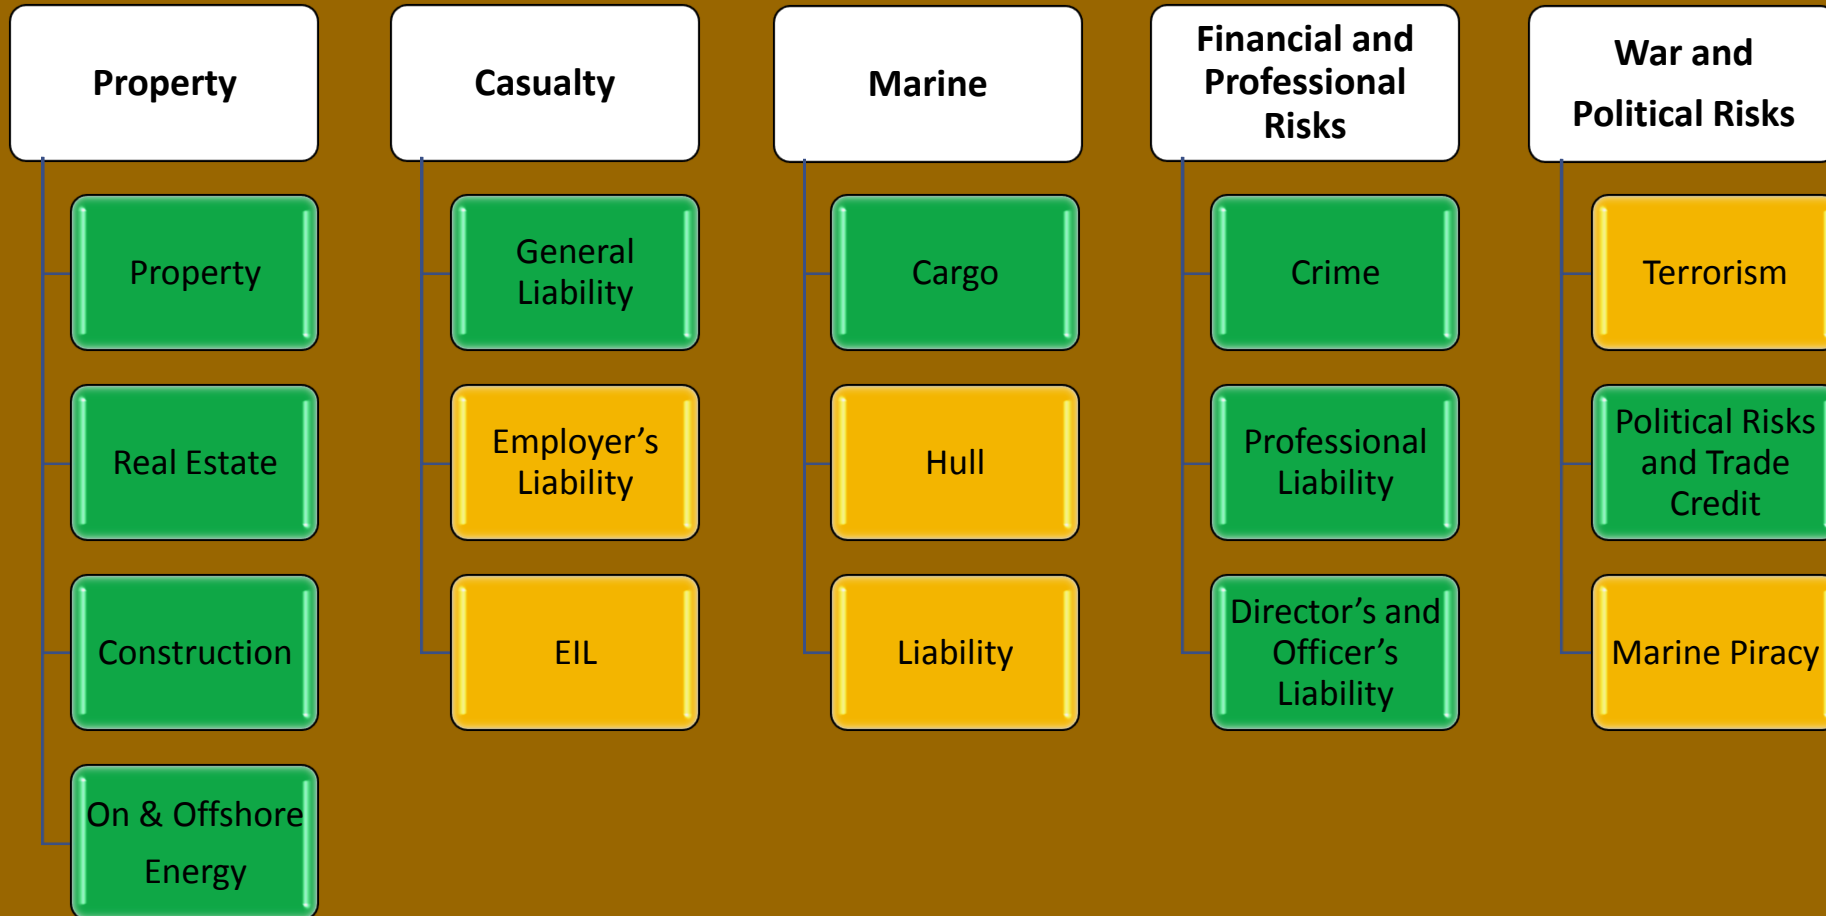 Property
Property
Real Estate
Construction
On & Offshore
Energy
Casualty
General
Liability
Employer’s
Liability
EIL
Marine
Cargo
Hull
Liability
Financial and
Professional
Risks
Crime
Professional
Liability
Director’s and
Officer’s
Liability
War and
Political Risks
Terrorism
Political Risks
and Trade
Credit
Marine Piracy